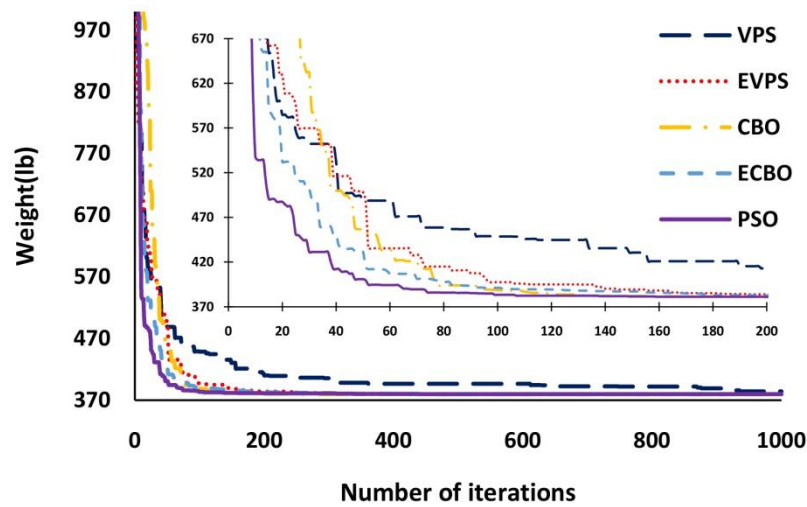 970
870
770
670
570
470
370
Weight(lb)
0 200 400 600 800 1000
Number of iterations
670
620
570
520
470
420
370
0 20 40 60 80 100 120 140 160 180 200
VPS
EVPS
CBO
ECBO
PSO